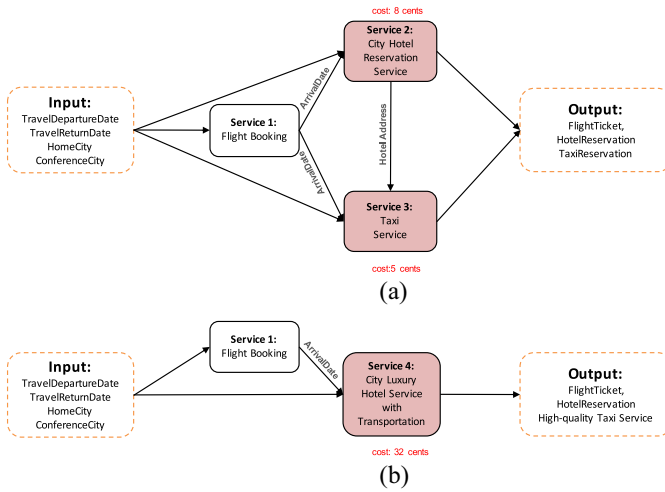 cost: 8 cents
Service 2:
City Hotel
Reservation
Service
Input:
TravelDepartureDate
TravelReturnDate
HomeCity
ConferenceCity
Service 1:
Flight Booking
ArrivalDate
ArrivalDate
Hotel Address
Output:
FlightTicket,
HotelReservation
TaxiReservation
Service 3:
Taxi
Service
cost:5 cents
(a)
Input:
TravelDepartureDate
TravelReturnDate
HomeCity
ConferenceCity
Service 1:
Flight Booking
ArrivalDate
Service 4:
City Luxury
Hotel Service
with
Transportation
cost: 32 cents
Output:
FlightTicket,
HotelReservation
High-quality Taxi Service
(b)